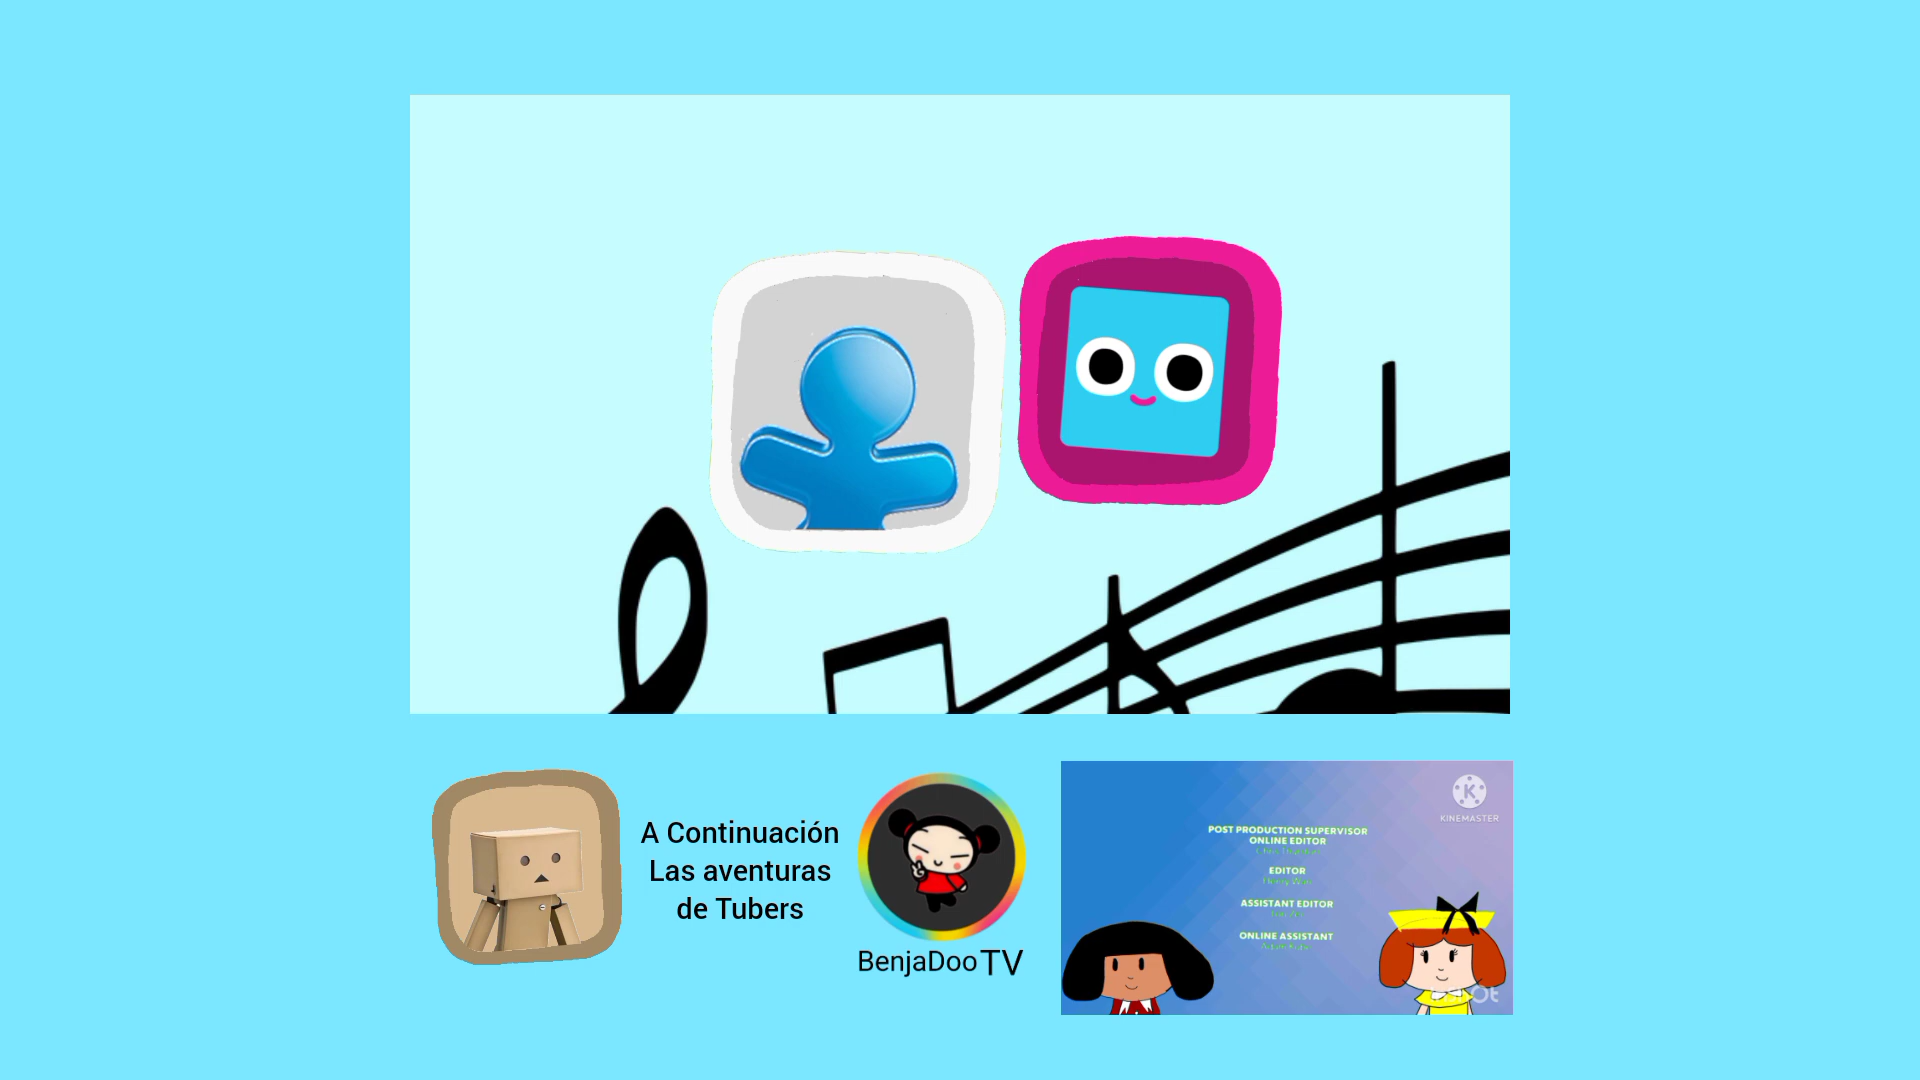 A Continuación
Las aventuras
de Tubers
BenjaDoo TV
KINEMASTER
POST PRODUCTION SUPERVISOR
ONLINE EDITOR
EDITOR
ASSISTANT EDITOR
ONLINE ASSISTANT